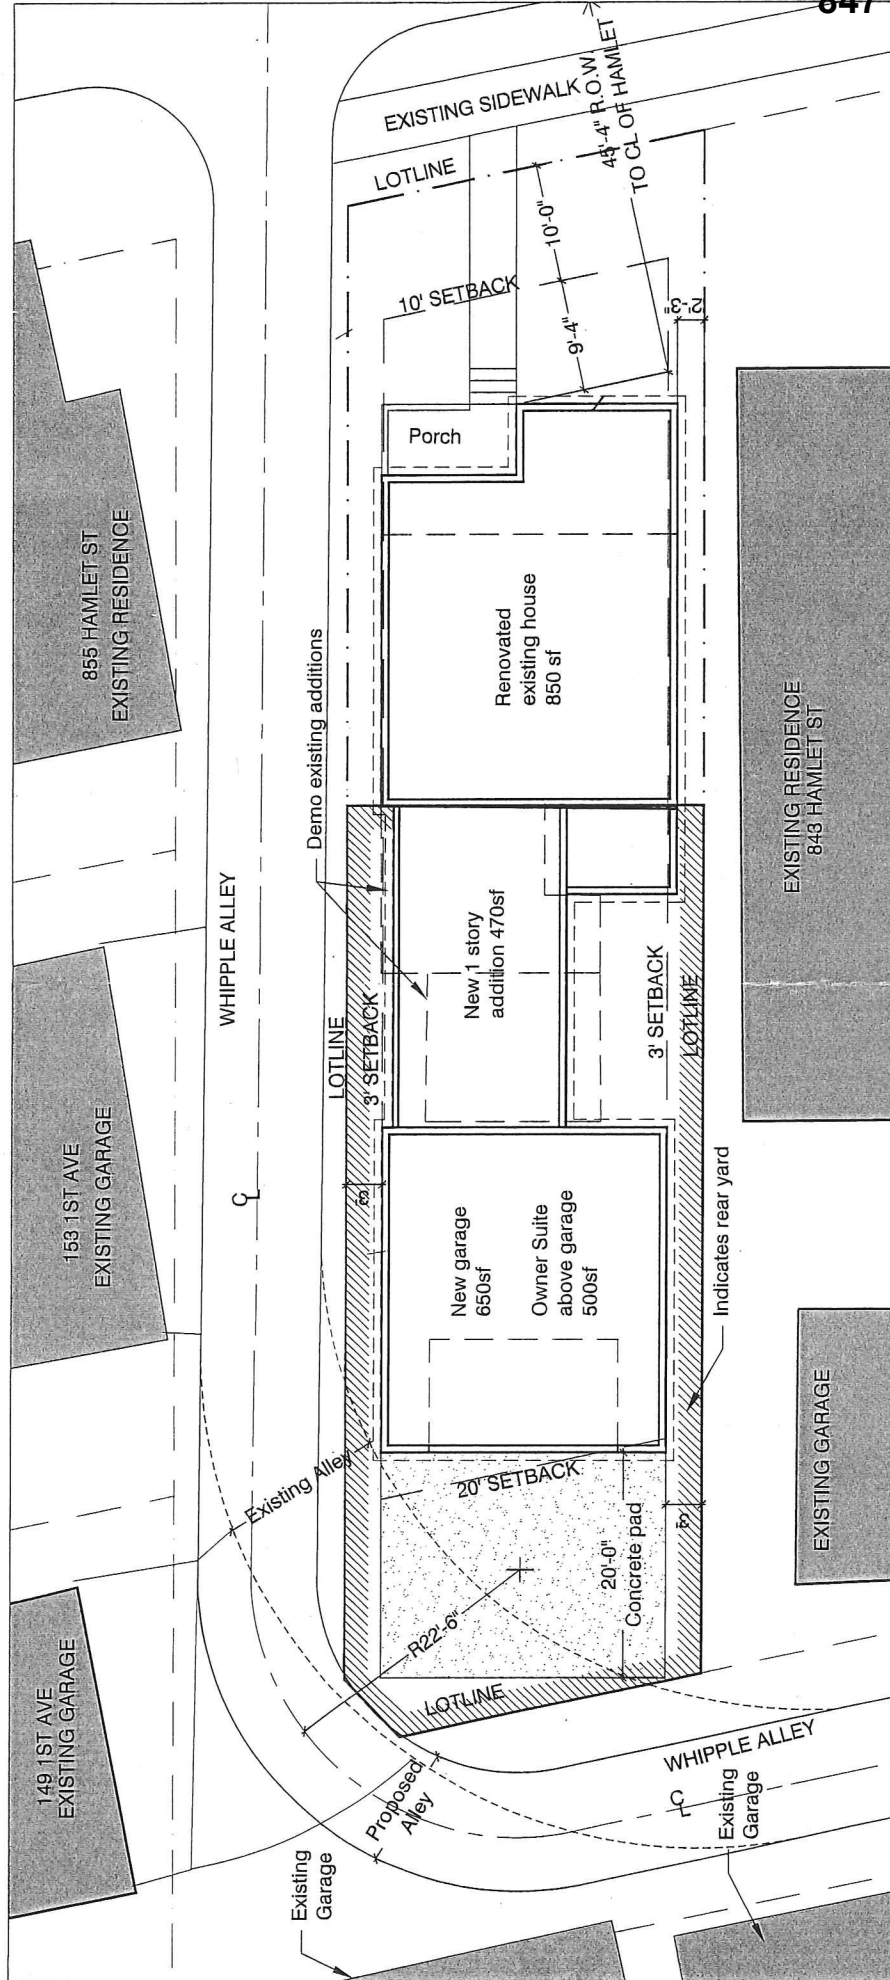 847
EXISTING SIDEWALK
45'-4" R.O.W.
TO CL OF HAMLET
LOTLINE
10'-0"
10' SETBACK
9'-4"
2'-3"
Porch
855 HAMLET ST
EXISTING RESIDENCE
Demo existing additions
Renovated
existing house
850 sf
EXISTING RESIDENCE
843 HAMLET ST
WHIPPLE ALLEY
New 1 story
addition 470sf
LOTLINE
3' SETBACK
3' SETBACK
LOTLINE
153 1ST AVE
EXISTING GARAGE
CL
3'
New garage
650sf
Owner Suite
above garage
500sf
Indicates rear yard
Existing Alley
20' SETBACK
20'-0"
Concrete pad
3'
EXISTING GARAGE
R22'-6"
LOTLINE
149 1ST AVE
EXISTING GARAGE
Proposed
Alley
WHIPPLE ALLEY
CL
Existing
Garage
Existing
Garage